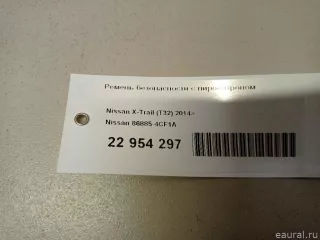 Ремень безопасности с пиропатроном
Nissan X-Trail (T32) 2014>
Nissan 86885-4CF1A
22 954 297
eaural.ru